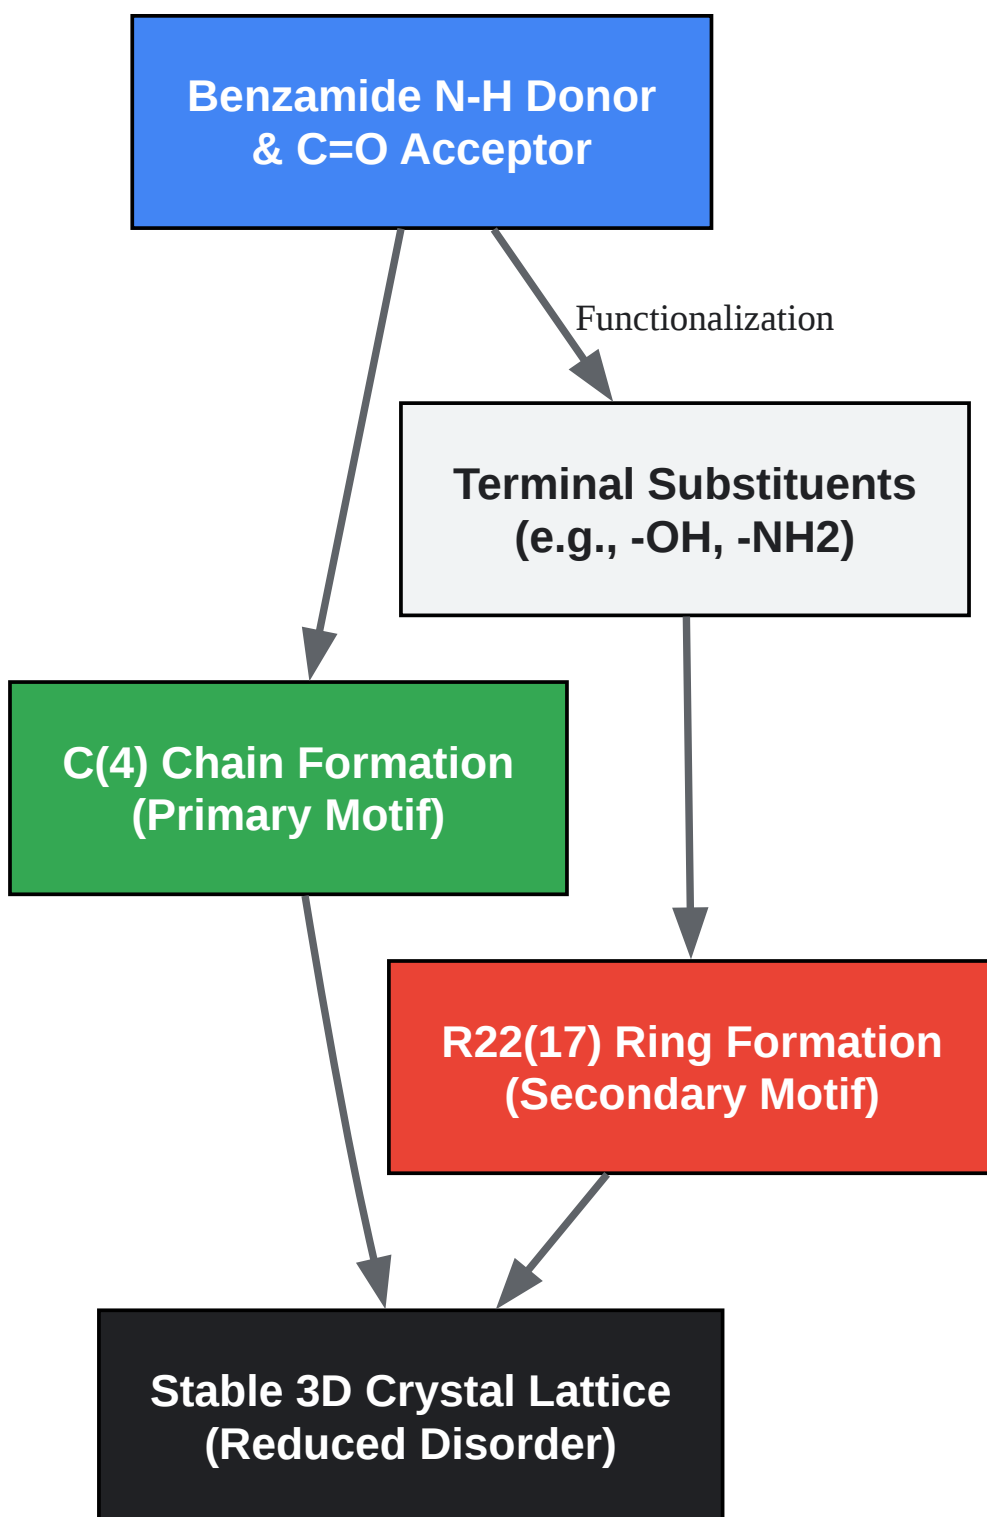 Benzamide N-H Donor
& C=O Acceptor
Functionalization
Terminal Substituents
(e.g., -OH, -NH2)
C(4) Chain Formation
(Primary Motif)
R22(17) Ring Formation
(Secondary Motif)
Stable 3D Crystal Lattice
(Reduced Disorder)